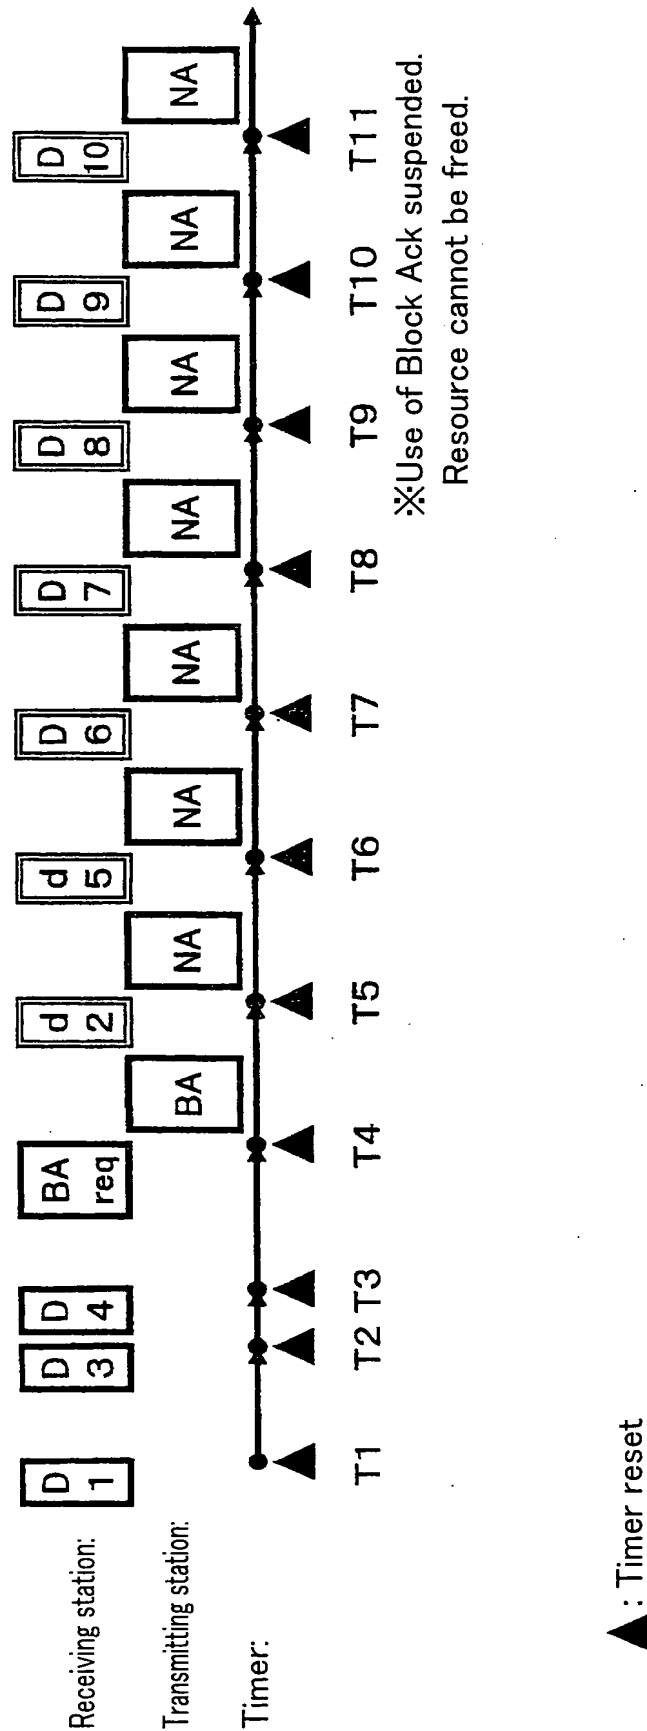 Receiving station:
D 1
D 3
D 4
BA req
d 2
d 5
D 6
D 7
D 8
D 9
D 10
Transmitting station:
BA
NA
NA
NA
NA
NA
NA
NA
Timer:
T1
T2
T3
T4
T5
T6
T7
T8
T9
T10
T11
※Use of Block Ack suspended.
Resource cannot be freed.
▲: Timer reset